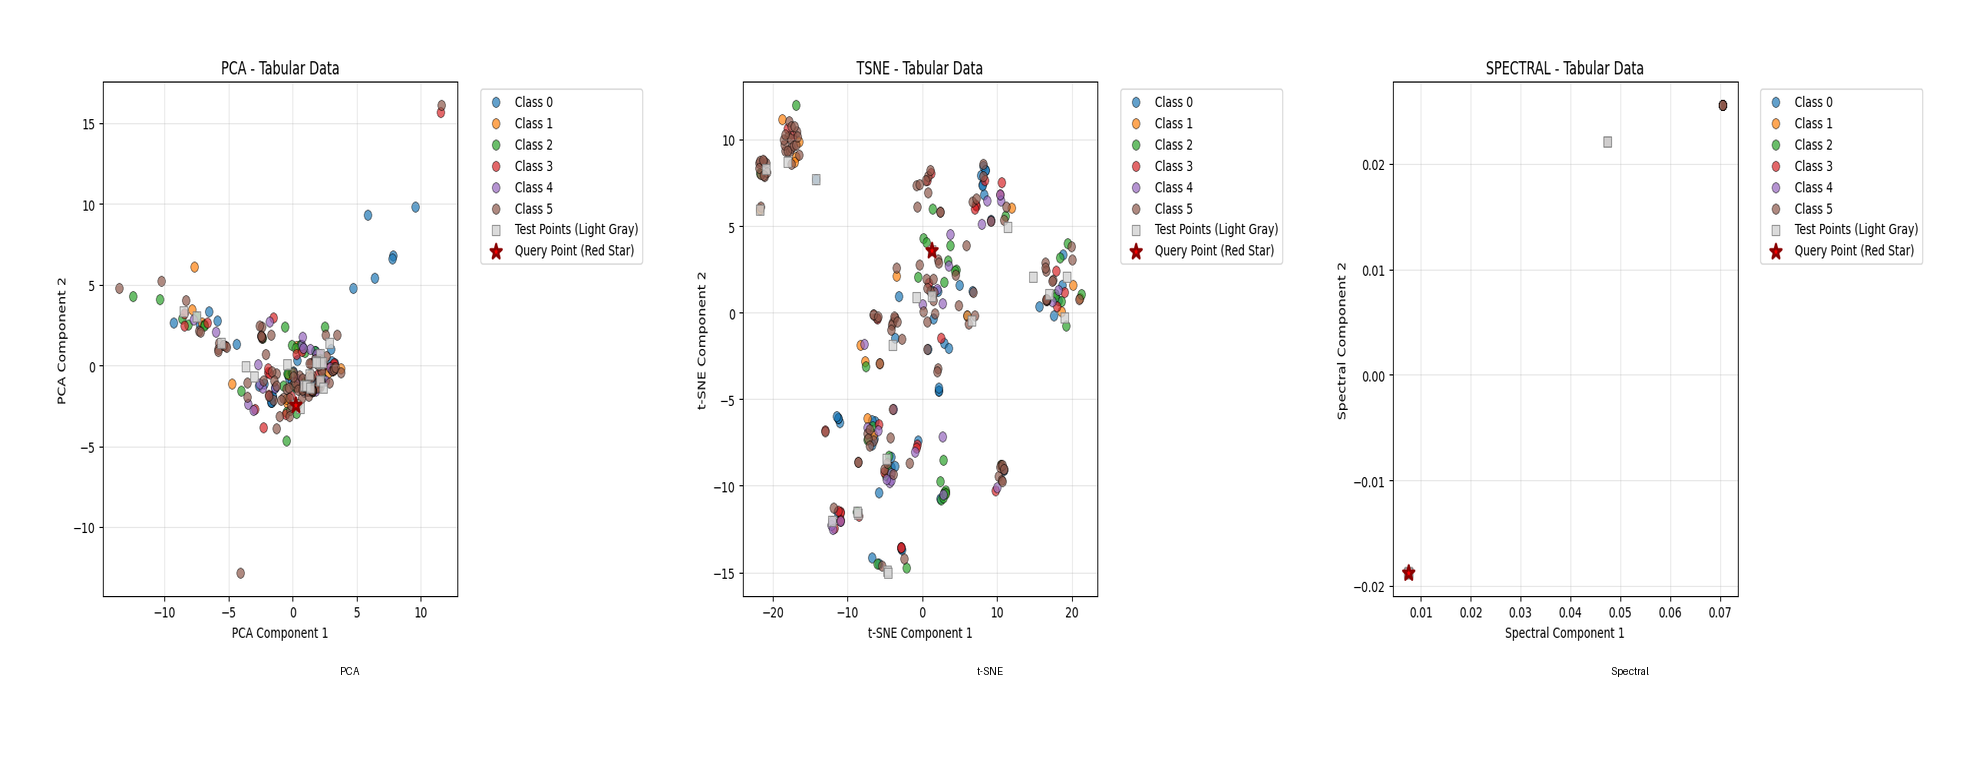 PCA - Tabular Data
PCA Component 2
15
10
5
0
−5
−10
−10
−5
0
5
10
PCA Component 1
Class 0
Class 1
Class 2
Class 3
Class 4
Class 5
Test Points (Light Gray)
Query Point (Red Star)
PCA
TSNE - Tabular Data
t-SNE Component 2
10
5
0
−5
−10
−15
−20
−10
0
10
20
t-SNE Component 1
Class 0
Class 1
Class 2
Class 3
Class 4
Class 5
Test Points (Light Gray)
Query Point (Red Star)
t-SNE
SPECTRAL - Tabular Data
Spectral Component 2
0.02
0.01
0.00
−0.01
−0.02
0.01
0.02
0.03
0.04
0.05
0.06
0.07
Spectral Component 1
Class 0
Class 1
Class 2
Class 3
Class 4
Class 5
Test Points (Light Gray)
Query Point (Red Star)
Spectral